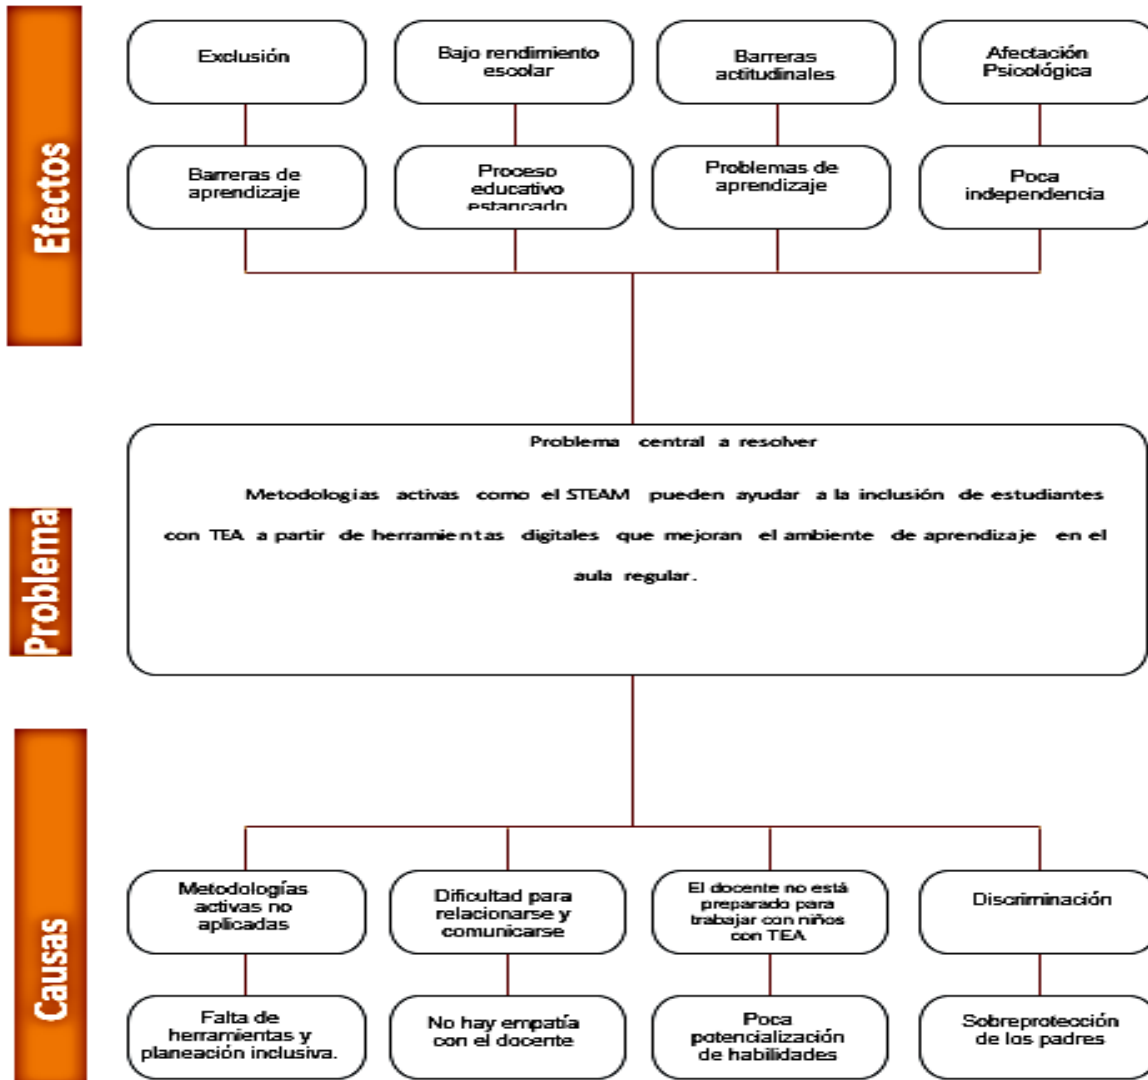 Efectos
Exclusión
Bajo rendimiento
escolar
Barreras
actitudinales
Afectación
Psicológica
Barreras de
aprendizaje
Proceso
educativo
estancado
Problemas de
aprendizaje
Poca
independencia
Problema
Problema central a resolver
Metodologías activas como el STEAM pueden ayudar a la inclusión de estudiantes
con TEA a partir de herramientas digitales que mejoran el ambiente de aprendizaje en el
aula regular.
Causas
Metodologías
activas no
aplicadas
Dificultad para
relacionarse y
comunicarse
El docente no está
preparado para
trabajar con niños
con TEA
Discriminación
Falta de
herramientas y
planeación inclusiva.
No hay empatía
con el docente
Poca
potencialización
de habilidades
Sobreprotección
de los padres